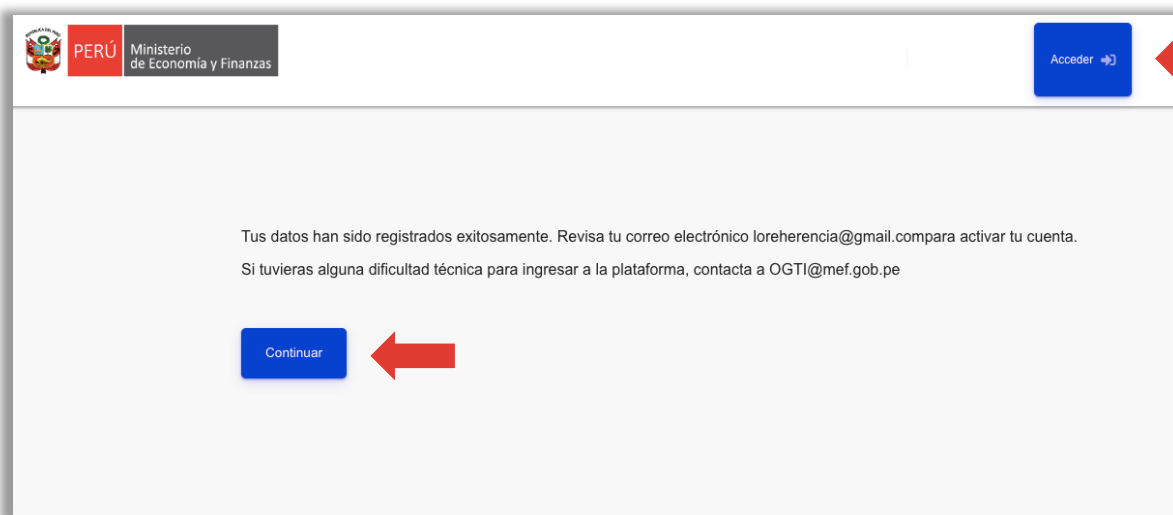 PERÚ
Ministerio
de Economía y Finanzas
Acceder
Tus datos han sido registrados exitosamente. Revisa tu correo electrónico loreherencia@gmail.compara activar tu cuenta.
Si tuvieras alguna dificultad técnica para ingresar a la plataforma, contacta a OGTI@mef.gob.pe
Continuar